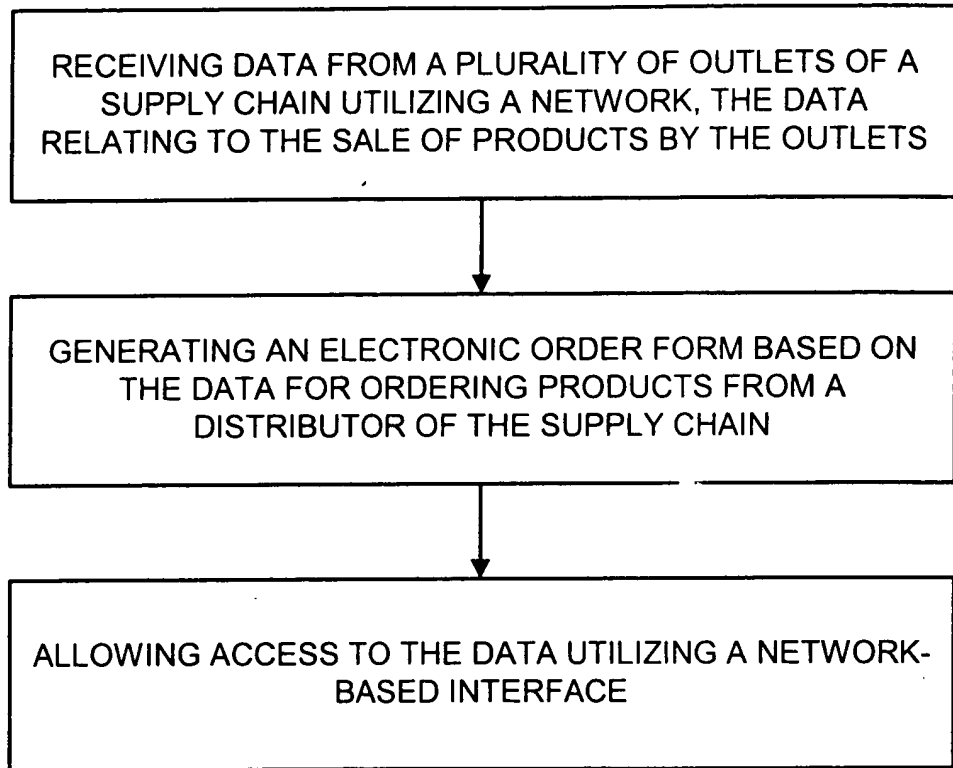 RECEIVING DATA FROM A PLURALITY OF OUTLETS OF A
SUPPLY CHAIN UTILIZING A NETWORK, THE DATA
RELATING TO THE SALE OF PRODUCTS BY THE OUTLETS
GENERATING AN ELECTRONIC ORDER FORM BASED ON
THE DATA FOR ORDERING PRODUCTS FROM A
DISTRIBUTOR OF THE SUPPLY CHAIN
ALLOWING ACCESS TO THE DATA UTILIZING A NETWORK-
BASED INTERFACE